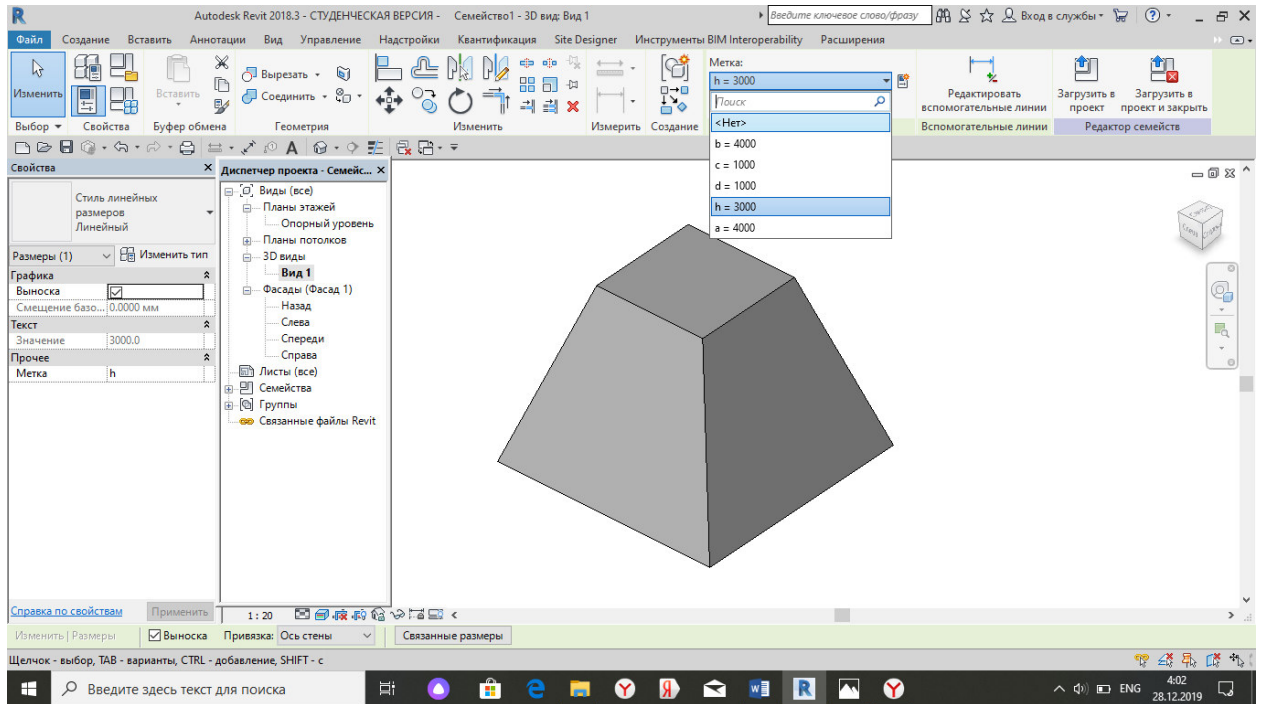 Autodesk Revit 2018.3 - СТУДЕНЧЕСКАЯ ВЕРСИЯ - Семейство1 - 3D вид: Вид 1
Введите ключевое слово/фразу
Вход в службы
Файл Создание Вставить Аннотации Вид Управление Надстройки Квантификация Site Designer Инструменты BIM Interoperability Расширения
Изменить
Вставить
Вырезать
Соединить
Метка:
h = 3000
Редактировать вспомогательные линии
Загрузить в проект
Загрузить в проект и закрыть
Выбор Свойства Буфер обмена Геометрия Изменить Измерить Создание Вспомогательные линии Редактор семейств
Поиск
<Нет>
b = 4000
c = 1000
d = 1000
h = 3000
a = 4000
Свойства
Стиль линейных
размеров
Линейный
Размеры (1) Изменить тип
Графика
Выноска
Смещение базо... 0.0000 мм
Текст
Значение 3000.0
Прочее
Метка h
Справка по свойствам Применить
Диспетчер проекта - Семейс...
Виды (все)
Планы этажей
Опорный уровень
Планы потолков
3D виды
Вид 1
Фасады (Фасад 1)
Назад
Слева
Спереди
Справа
Листы (все)
Семейства
Группы
Связанные файлы Revit
1 : 20
Изменить | Размеры Выноска Привязка: Ось стены Связанные размеры
Щелчок - выбор, TAB - варианты, CTRL - добавление, SHIFT - с
Введите здесь текст для поиска
ENG
4:02
28.12.2019